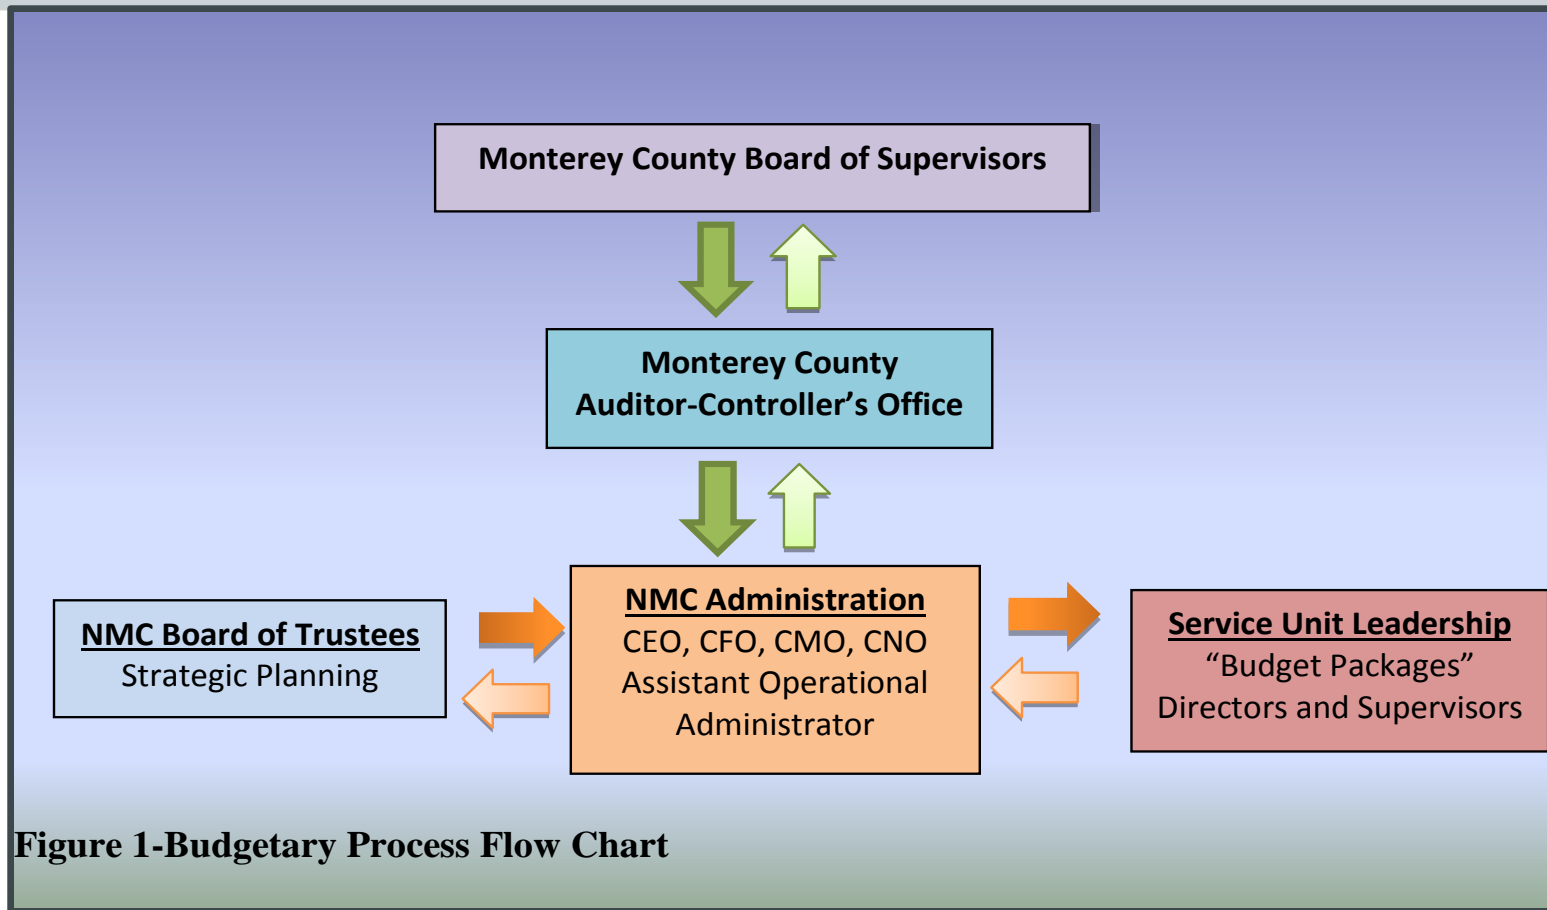 Monterey County Board of Supervisors
Monterey County
Auditor-Controller’s Office
NMC Board of Trustees
Strategic Planning
NMC Administration
CEO, CFO, CMO, CNO
Assistant Operational
Administrator
Service Unit Leadership
“Budget Packages”
Directors and Supervisors
Figure 1-Budgetary Process Flow Chart